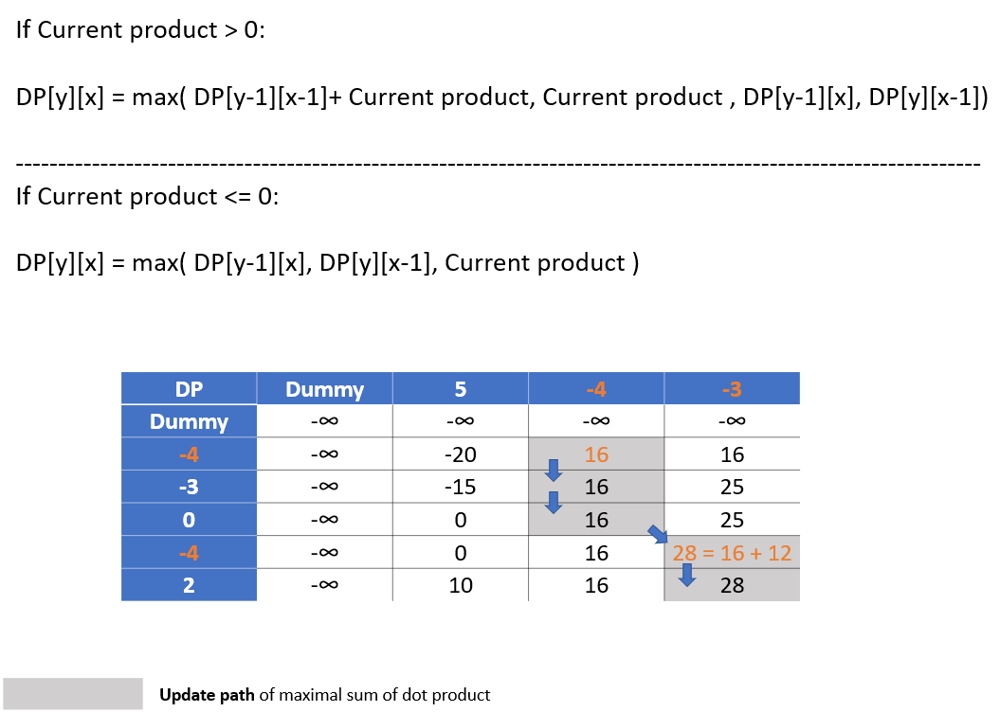 If Current product > 0:
DP[y][x] = max( DP[y-1][x-1]+ Current product, Current product , DP[y-1][x], DP[y][x-1])
--------------------------------------------------------------------------------------------------------------
If Current product <= 0:
DP[y][x] = max( DP[y-1][x], DP[y][x-1], Current product )
DP Dummy 5 -4 -3
Dummy -∞ -∞ -∞ -∞
-4 -∞ -20 16 16
-3 -∞ -15 16 25
0 -∞ 0 16 25
-4 -∞ 0 16 28 = 16 + 12
2 -∞ 10 16 28
Update path of maximal sum of dot product